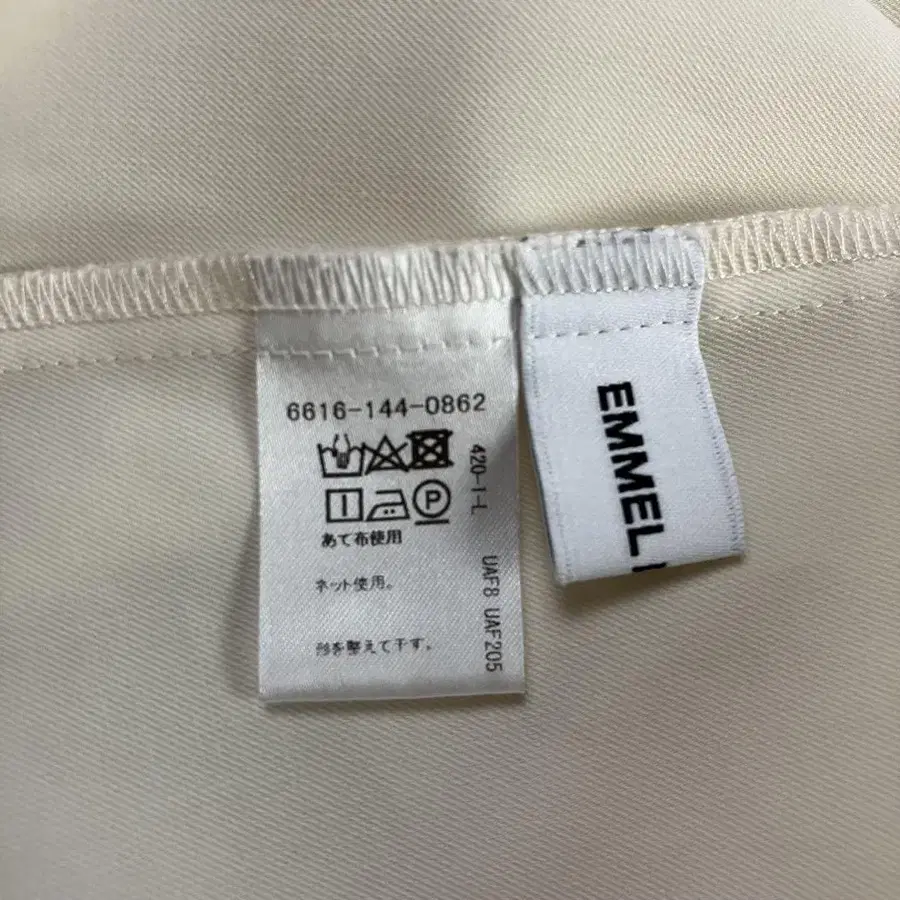 6616-144-0862
P
あて布使用
ネット使用。
形を整えて干す。
420-I-L
UAF8 UAF205
EMMEL